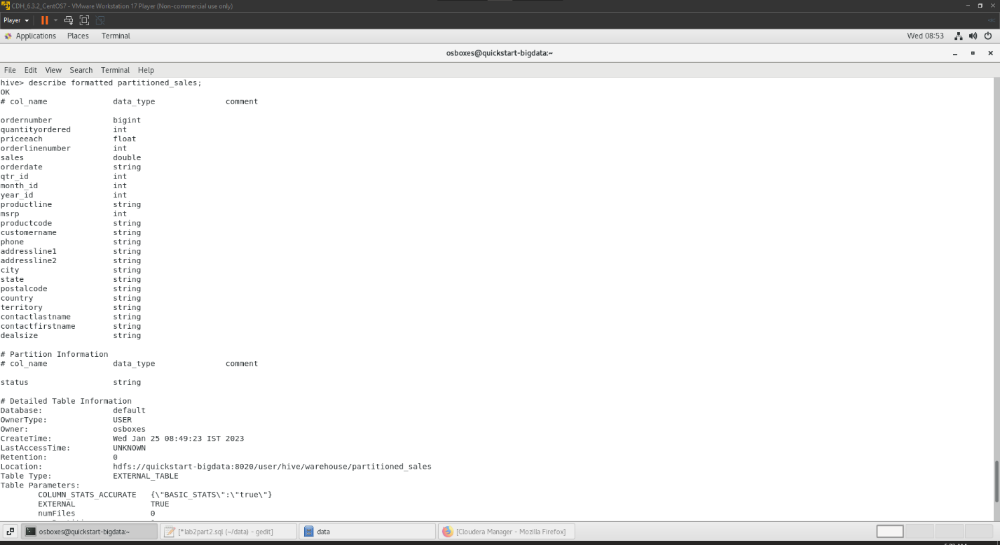 CDH_6.3.2_CentOS7 - VMware Workstation 17 Player (Non-commercial use only)
Player
Applications Places Terminal Wed 08:53
osboxes@quickstart-bigdata:~
File Edit View Search Terminal Help
hive> describe formatted partitioned_sales;
OK
# col_name data_type comment
ordernumber bigint
quantityordered int
priceeach float
orderlinenumber int
sales double
orderdate string
qtr_id int
month_id int
year_id int
productline string
msrp int
productcode string
customername string
phone string
addressline1 string
addressline2 string
city string
state string
postalcode string
country string
territory string
contactlastname string
contactfirstname string
dealsize string
# Partition Information
# col_name data_type comment
status string
# Detailed Table Information
Database: default
OwnerType: USER
Owner: osboxes
CreateTime: Wed Jan 25 08:49:23 IST 2023
LastAccessTime: UNKNOWN
Retention: 0
Location: hdfs://quickstart-bigdata:8020/user/hive/warehouse/partitioned_sales
Table Type: EXTERNAL_TABLE
Table Parameters:
COLUMN_STATS_ACCURATE {\"BASIC_STATS\":\"true\"}
EXTERNAL TRUE
numFiles 0
osboxes@quickstart-bigdata:~ [*lab2part2.sql (~/data) - gedit] data [Cloudera Manager - Mozilla Firefox]